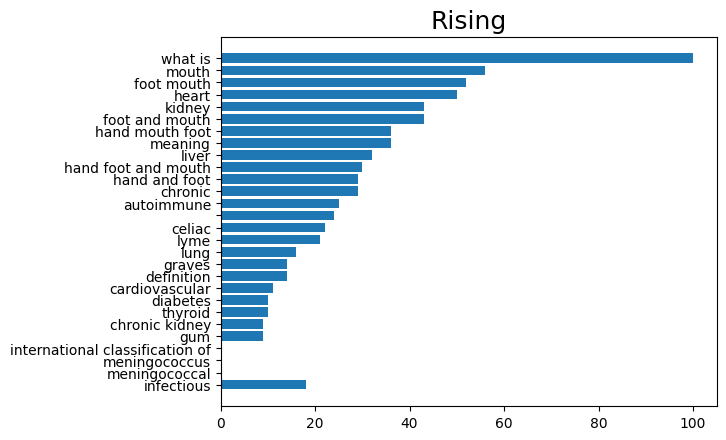 Rising
what is
mouth
foot mouth
heart
kidney
foot and mouth
hand mouth foot
meaning
liver
hand foot and mouth
hand and foot
chronic
autoimmune
celiac
lyme
lung
graves
definition
cardiovascular
diabetes
thyroid
chronic kidney
gum
international classification of
meningococcus
meningococcal
infectious
0 20 40 60 80 100